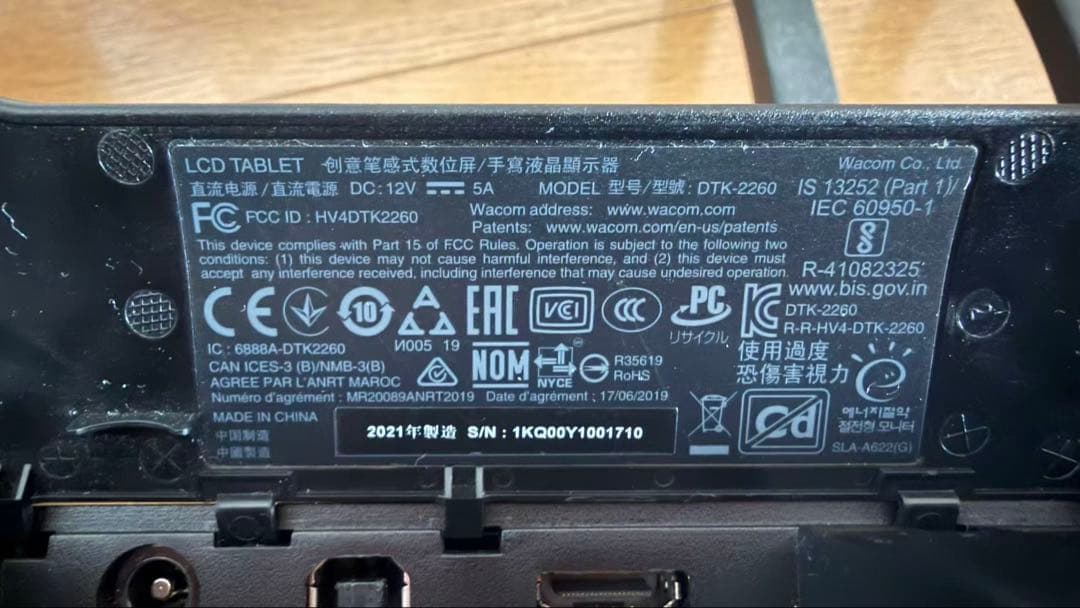 LCD TABLET 创意笔感式数位屏/手寫液晶顯示器 Wacom Co., Ltd.
直流电源 / 直流電源 DC : 12V 5A MODEL 型号/型號 : DTK-2260
IS 13252 (Part 1)/
IEC 60950-1
FC FCC ID : HV4DTK2260
Wacom address: www.wacom.com
Patents: www.wacom.com/en-us/patents
This device complies with Part 15 of FCC Rules. Operation is subject to the following two
conditions: (1) this device may not cause harmful interference, and (2) this device must
accept any interference received, including interference that may cause undesired operation.
R-41082325
www.bis.gov.in
CE 10 EAC VCI CCC PC
リサイクル
DTK-2260
R-R-HV4-DTK-2260
И005 19
IC : 6888A-DTK2260
CAN ICES-3 (B)/NMB-3(B)
AGREE PAR L'ANRT MAROC
NOM
NYCE
R35619
RoHS
使用過度
恐傷害視力
Numéro d'agrément : MR20089ANRT2019 Date d'agrément : 17/06/2019
MADE IN CHINA
中国制造
中國製造
2021年製造 S/N : 1KQ00Y1001710
Cd Pb
에너지절약
절전형 모니터
SLA-A622(G)